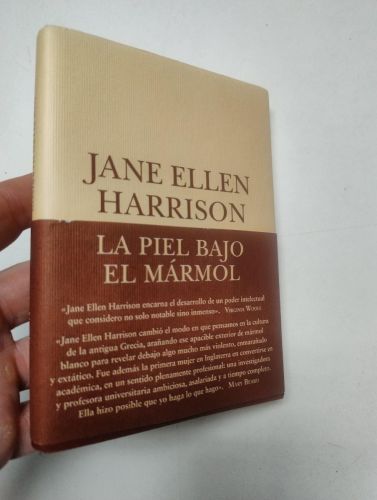 JANE ELLEN
HARRISON
LA PIEL BAJO
EL MÁRMOL
«Jane Ellen Harrison encarna el desarrollo de un poder intelectual
que considero no solo notable sino inmenso». VIRGINIA WOOLF
«Jane Ellen Harrison cambió el modo en que pensamos en la cultura
de la antigua Grecia, arañando ese apacible exterior de mármol
blanco para revelar debajo algo mucho más violento, enmarañado
y extático. Fue además la primera mujer en Inglaterra en convertirse en
académica, en un sentido plenamente profesional: una investigadora
y profesora universitaria ambiciosa, asalariada y a tiempo completo.
Ella hizo posible que yo haga lo que hago». MARY BEARD